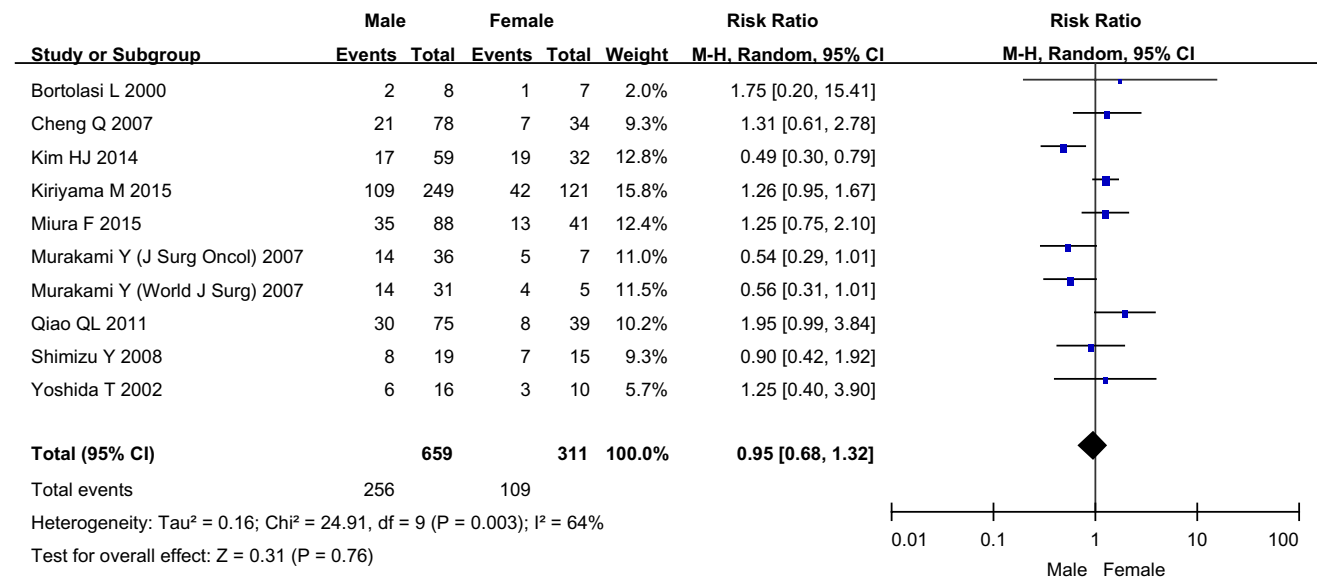 Male Female Risk Ratio Risk Ratio
Study or Subgroup Events Total Events Total Weight M-H, Random, 95% CI M-H, Random, 95% CI
Bortolasi L 2000 2 8 1 7 2.0% 1.75 [0.20, 15.41]
Cheng Q 2007 21 78 7 34 9.3% 1.31 [0.61, 2.78]
Kim HJ 2014 17 59 19 32 12.8% 0.49 [0.30, 0.79]
Kiriyama M 2015 109 249 42 121 15.8% 1.26 [0.95, 1.67]
Miura F 2015 35 88 13 41 12.4% 1.25 [0.75, 2.10]
Murakami Y (J Surg Oncol) 2007 14 36 5 7 11.0% 0.54 [0.29, 1.01]
Murakami Y (World J Surg) 2007 14 31 4 5 11.5% 0.56 [0.31, 1.01]
Qiao QL 2011 30 75 8 39 10.2% 1.95 [0.99, 3.84]
Shimizu Y 2008 8 19 7 15 9.3% 0.90 [0.42, 1.92]
Yoshida T 2002 6 16 3 10 5.7% 1.25 [0.40, 3.90]
Total (95% CI) 659 311 100.0% 0.95 [0.68, 1.32]
Total events 256 109
Heterogeneity: Tau² = 0.16; Chi² = 24.91, df = 9 (P = 0.003); I² = 64%
Test for overall effect: Z = 0.31 (P = 0.76)
0.01 0.1 1 10 100
Male Female